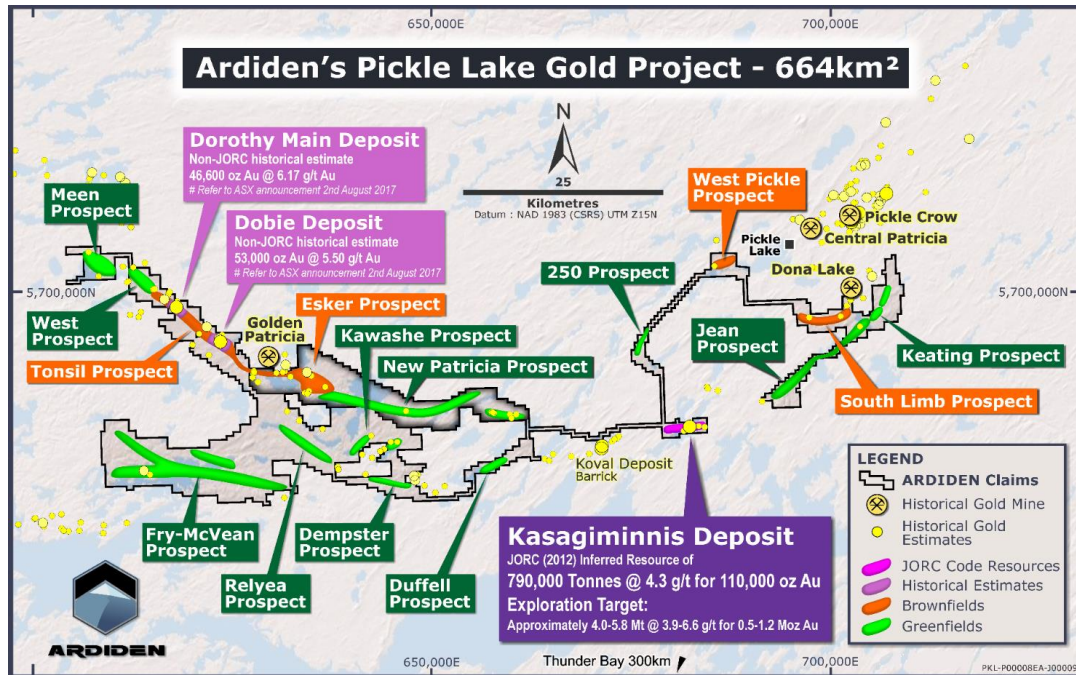 650,000E
700,000E
Ardiden's Pickle Lake Gold Project - 664km²
N
25
Kilometres
Datum : NAD 1983 (CSRS) UTM Z15N
Dorothy Main Deposit
Non-JORC historical estimate
46,600 oz Au @ 6.17 g/t Au
# Refer to ASX announcement 2nd August 2017
Meen
Prospect
Dobie Deposit
Non-JORC historical estimate
53,000 oz Au @ 5.50 g/t Au
# Refer to ASX announcement 2nd August 2017
West Pickle
Prospect
Pickle Crow
Central Patricia
Pickle
Lake
Dona Lake
250 Prospect
5,700,000N
5,700,000N
West
Prospect
Esker Prospect
Golden
Patricia
Kawashe Prospect
Jean
Prospect
Keating Prospect
Tonsil Prospect
New Patricia Prospect
South Limb Prospect
Koval Deposit
Barrick
Fry-McVean
Prospect
Dempster
Prospect
Relyea
Prospect
Duffell
Prospect
Kasagiminnis Deposit
JORC (2012) Inferred Resource of
790,000 Tonnes @ 4.3 g/t for 110,000 oz Au
Exploration Target:
Approximately 4.0-5.8 Mt @ 3.9-6.6 g/t for 0.5-1.2 Moz Au
LEGEND
ARDIDEN Claims
Historical Gold Mine
Historical Gold
Estimates
JORC Code Resources
Historical Estimates
Brownfields
Greenfields
ARDIDEN
650,000E
Thunder Bay 300km
700,000E
PKL-P00008EA-J00009